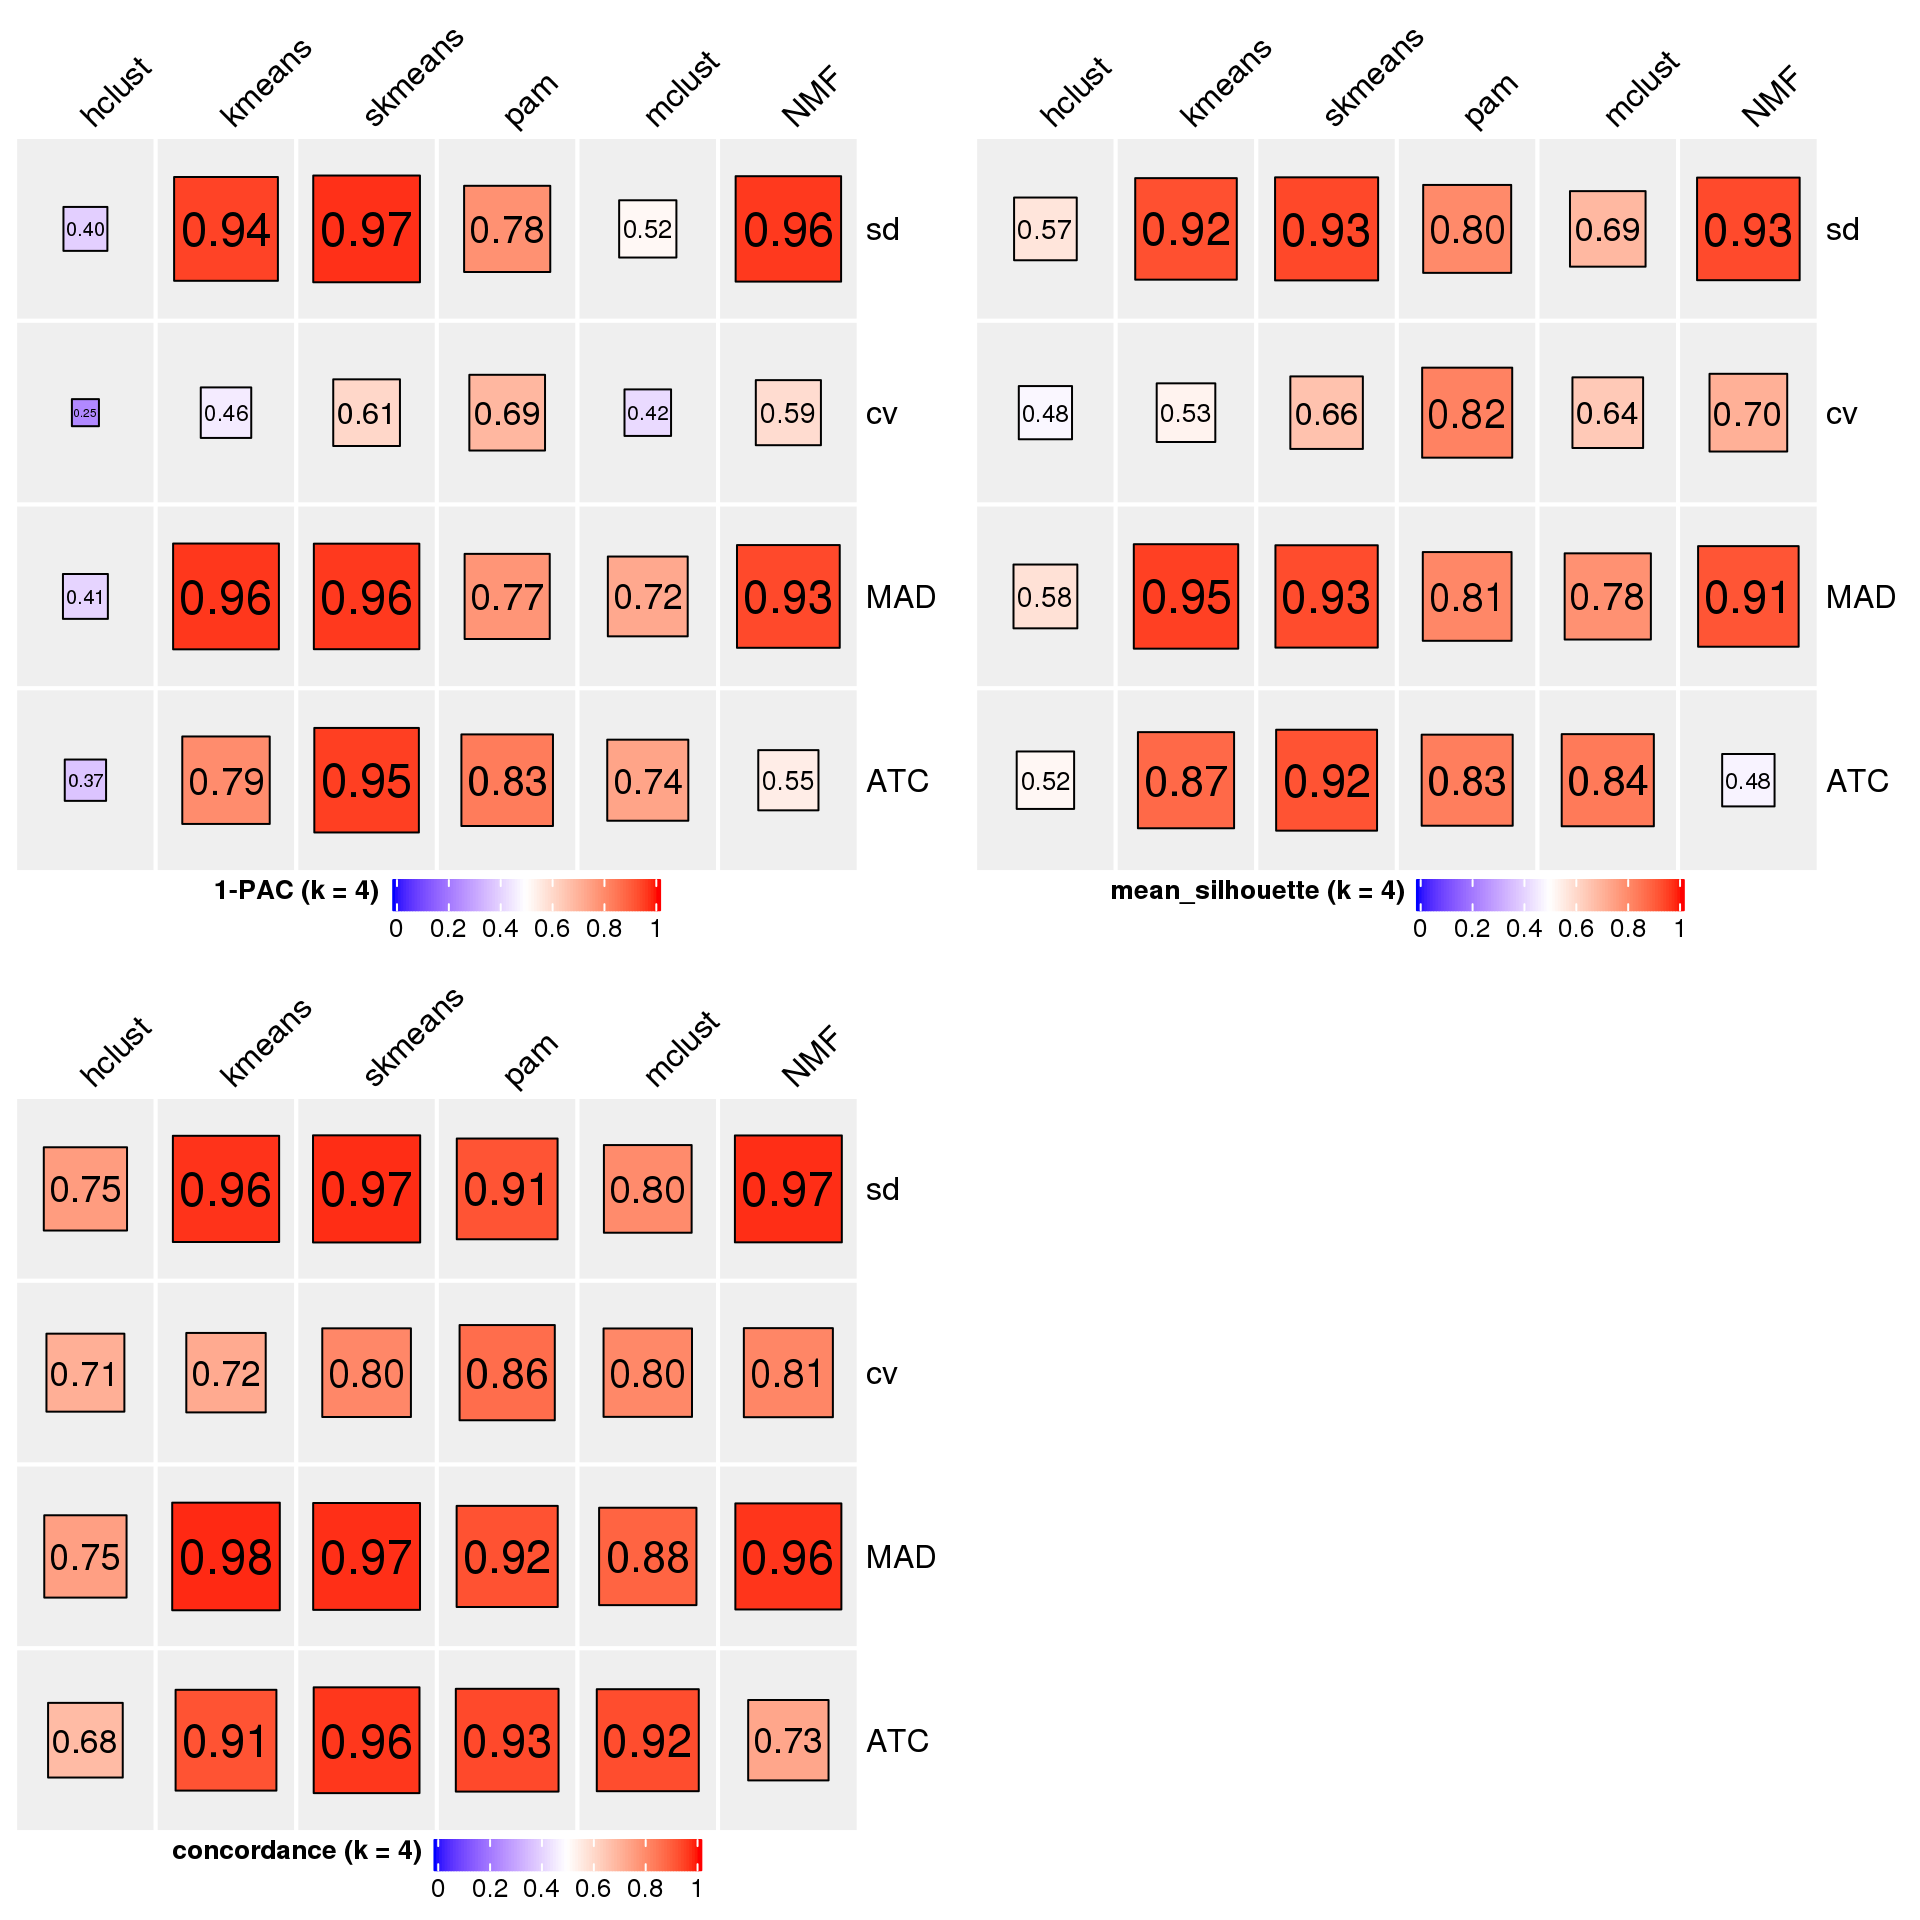 hclust kmeans skmeans pam mclust NMF
0.40 0.94 0.97 0.78 0.52 0.96 sd
0.25 0.46 0.61 0.69 0.42 0.59 cv
0.41 0.96 0.96 0.77 0.72 0.93 MAD
0.37 0.79 0.95 0.83 0.74 0.55 ATC
1-PAC (k = 4)
0 0.2 0.4 0.6 0.8 1
hclust kmeans skmeans pam mclust NMF
0.57 0.92 0.93 0.80 0.69 0.93 sd
0.48 0.53 0.66 0.82 0.64 0.70 cv
0.58 0.95 0.93 0.81 0.78 0.91 MAD
0.52 0.87 0.92 0.83 0.84 0.48 ATC
mean_silhouette (k = 4)
0 0.2 0.4 0.6 0.8 1
hclust kmeans skmeans pam mclust NMF
0.75 0.96 0.97 0.91 0.80 0.97 sd
0.71 0.72 0.80 0.86 0.80 0.81 cv
0.75 0.98 0.97 0.92 0.88 0.96 MAD
0.68 0.91 0.96 0.93 0.92 0.73 ATC
concordance (k = 4)
0 0.2 0.4 0.6 0.8 1